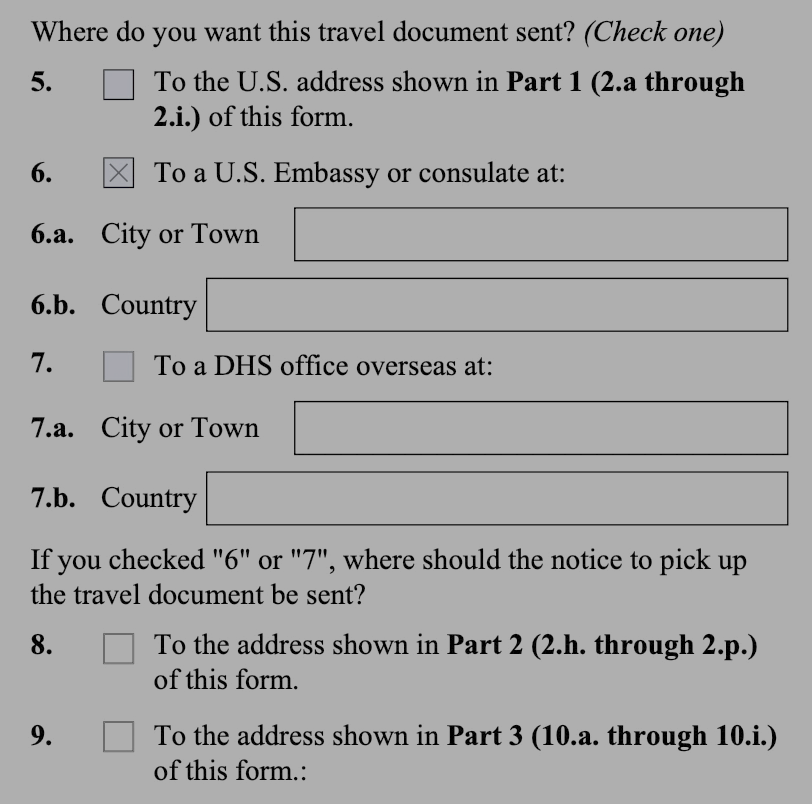 Where do you want this travel document sent? (Check one)
5. To the U.S. address shown in Part 1 (2.a through
2.i.) of this form.
6. To a U.S. Embassy or consulate at:
6.a. City or Town
6.b. Country
7. To a DHS office overseas at:
7.a. City or Town
7.b. Country
If you checked "6" or "7", where should the notice to pick up
the travel document be sent?
8. To the address shown in Part 2 (2.h. through 2.p.)
of this form.
9. To the address shown in Part 3 (10.a. through 10.i.)
of this form.: